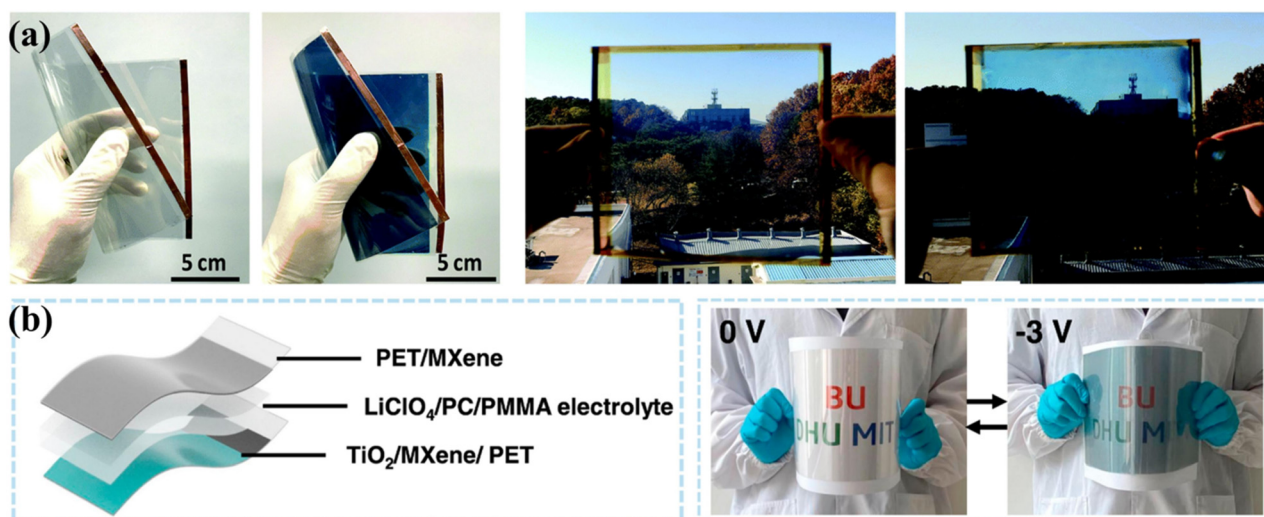 (a)
5 cm
5 cm
(b)
PET/MXene
LiClO₄/PC/PMMA electrolyte
TiO₂/MXene/ PET
0 V
BU
DHU MIT
-3 V
BU
DHU MIT